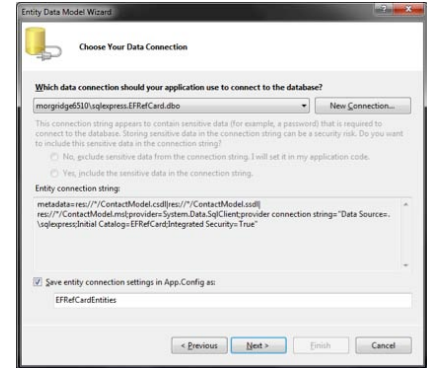 Entity Data Model Wizard
Choose Your Data Connection
Which data connection should your application use to connect to the database?
morgridge6510\sqlexpress.EFRefCard.dbo
New Connection...
This connection string appears to contain sensitive data (for example, a password) that is required to
connect to the database. Storing sensitive data in the connection string can be a security risk. Do you want
to include this sensitive data in the connection string?
No, exclude sensitive data from the connection string. I will set it in my application code.
Yes, include the sensitive data in the connection string.
Entity connection string:
metadata=res://*/ContactModel.csdl|res://*/ContactModel.ssdl|
res://*/ContactModel.msl;provider=System.Data.SqlClient;provider connection string="Data Source=.
\sqlexpress;Initial Catalog=EFRefCard;Integrated Security=True"
Save entity connection settings in App.Config as:
EFRefCardEntities
< Previous
Next >
Finish
Cancel